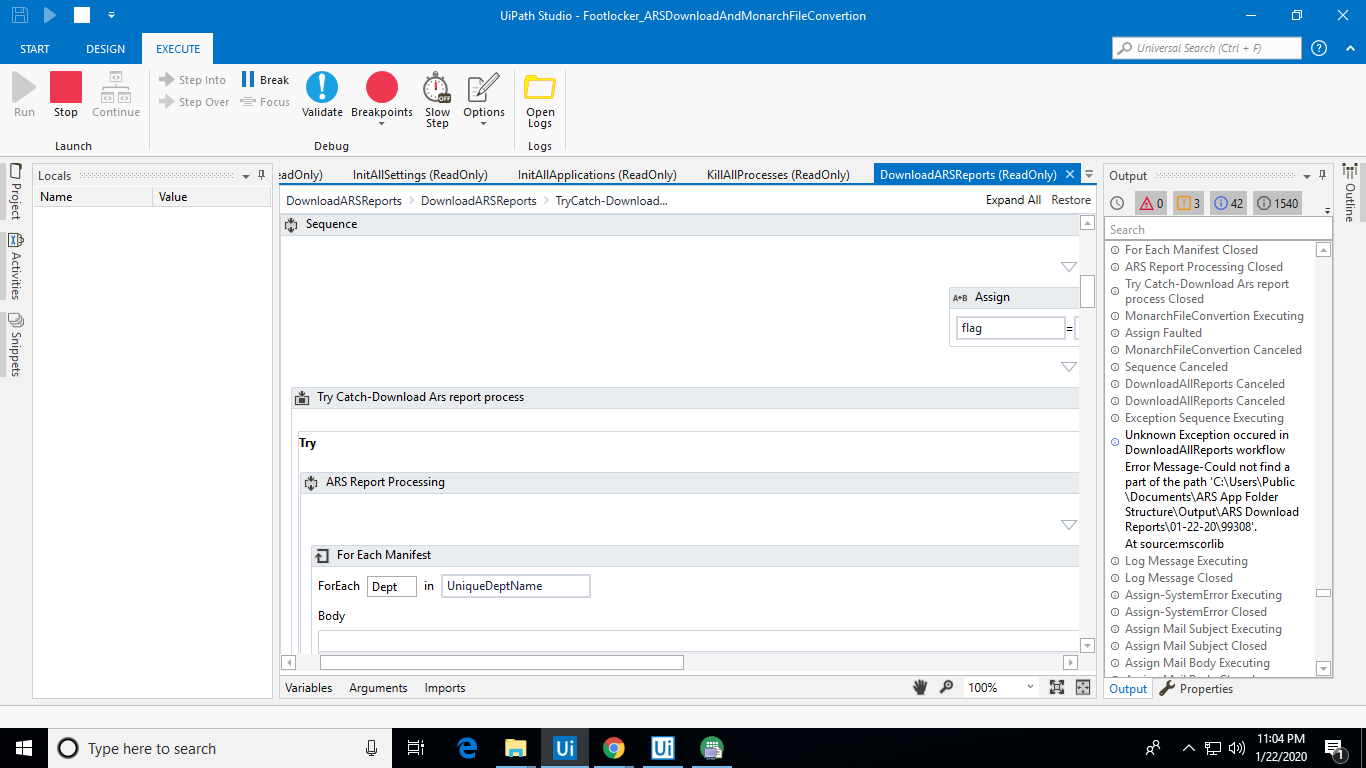 UiPath Studio - Footlocker_ARSDownloadAndMonarchFileConvertion
START DESIGN EXECUTE
Universal Search (Ctrl + F)
Run Stop Continue
Step Into
Step Over
Break
Focus
Validate Breakpoints Slow Step Options
Open Logs
Launch Debug Logs
Project
Activities
Snippets
Locals
Name Value
eadOnly) InitAllSettings (ReadOnly) InitAllApplications (ReadOnly) KillAllProcesses (ReadOnly) DownloadARSReports (ReadOnly)
DownloadARSReports DownloadARSReports TryCatch-Download...
Expand All Restore
Sequence
A+B Assign
flag =
Try Catch-Download Ars report process
Try
ARS Report Processing
For Each Manifest
ForEach Dept in UniqueDeptName
Body
Variables Arguments Imports
100%
Output
0 3 42 1540
Search
For Each Manifest Closed
ARS Report Processing Closed
Try Catch-Download Ars report
process Closed
MonarchFileConvertion Executing
Assign Faulted
MonarchFileConvertion Canceled
Sequence Canceled
DownloadAllReports Canceled
DownloadAllReports Canceled
Exception Sequence Executing
Unknown Exception occured in
DownloadAllReports workflow
Error Message-Could not find a
part of the path 'C:\Users\Public
\Documents\ARS App Folder
Structure\Output\ARS Download
Reports\01-22-20\99308'.
At source:mscorlib
Log Message Executing
Log Message Closed
Assign-SystemError Executing
Assign-SystemError Closed
Assign Mail Subject Executing
Assign Mail Subject Closed
Assign Mail Body Executing
Assign Mail Body Closed
Output Properties
Outline
Type here to search
Ui
Ui
11:04 PM
1/22/2020
1